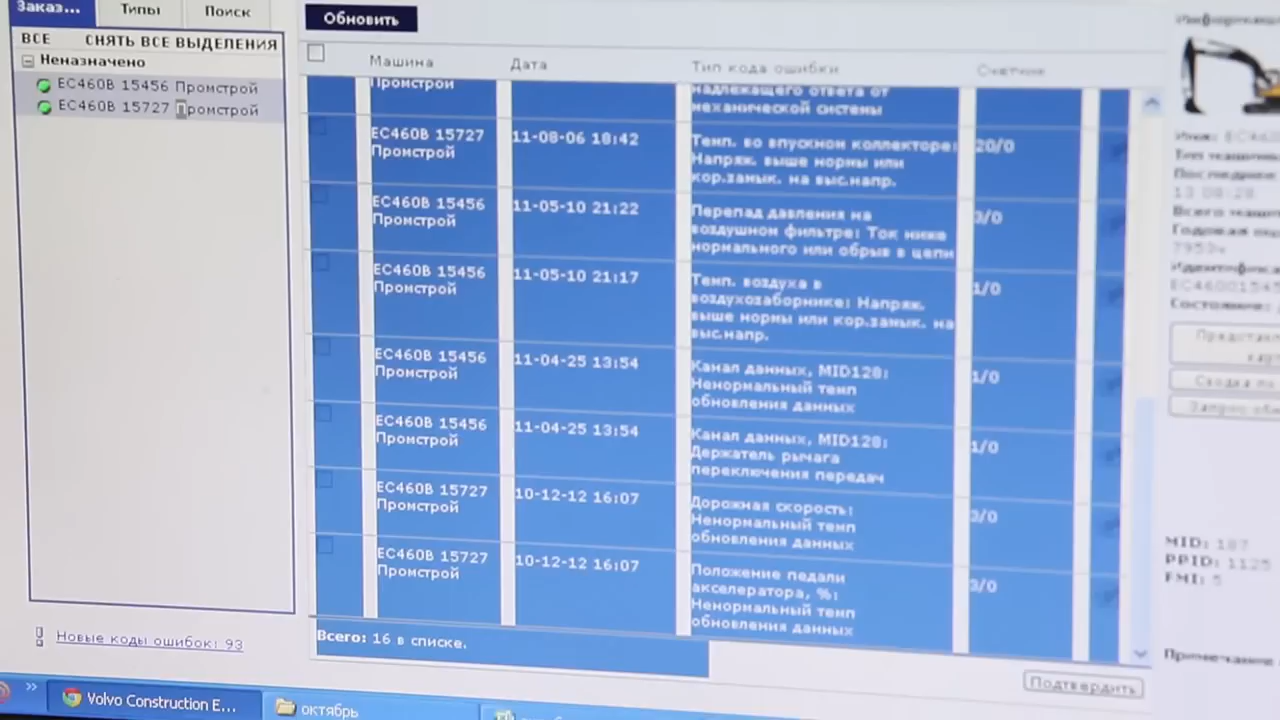 Заказ...
Типы
Поиск
ВСЕ
СНЯТЬ ВСЕ ВЫДЕЛЕНИЯ
Неназначено
EC460B 15456 Промстрой
EC460B 15727 Промстрой
Новые коды ошибок: 93
Обновить
Машина
Дата
Тип кода ошибки
Счетчик
Промстрой
надлежащего ответа от
механической системы
EC460B 15727
Промстрой
11-08-06 18:42
Темп. во впускном коллекторе:
Напряж. выше нормы или
кор.замык. на выс.напр.
20/0
EC460B 15456
Промстрой
11-05-10 21:22
Перепад давления на
воздушном фильтре: Ток ниже
нормального или обрыв в цепи
3/0
EC460B 15456
Промстрой
11-05-10 21:17
Темп. воздуха в
воздухозаборнике: Напряж.
выше нормы или кор.замык. на
выс.напр.
1/0
EC460B 15456
Промстрой
11-04-25 13:54
Канал данных, MID128:
Ненормальный темп
обновления данных
1/0
EC460B 15456
Промстрой
11-04-25 13:54
Канал данных, MID128:
Держатель рычага
переключения передач
1/0
EC460B 15727
Промстрой
10-12-12 16:07
Дорожная скорость:
Ненормальный темп
обновления данных
3/0
EC460B 15727
Промстрой
10-12-12 16:07
Положение педали
акселератора, %:
Ненормальный темп
обновления данных
3/0
Всего: 16 в списке.
Подтвердить
MID: 187
PPID: 1125
FMI: 5
Примечание
Volvo Construction E...
октябрь